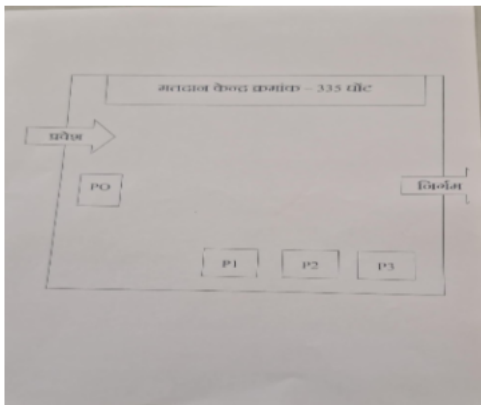 मतदान केन्द्र क्रमांक – 335 घोंट
प्रवेश
PO
निर्गम
P1 P2 P3